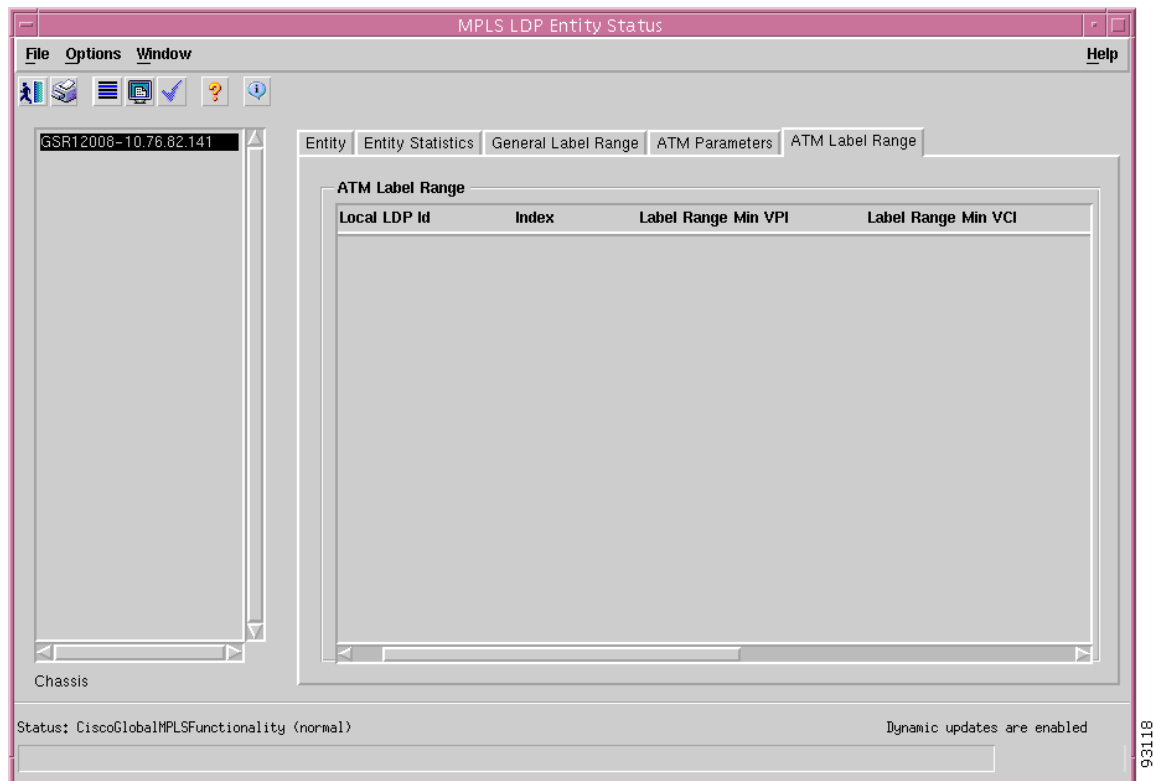 MPLS LDP Entity Status
File Options Window Help
GSR12008-10.76.82.141
Entity Entity Statistics General Label Range ATM Parameters ATM Label Range
ATM Label Range
Local LDP Id Index Label Range Min VPI Label Range Min VCI
Chassis
Status: CiscoGlobalMPLSFunctionality (normal) Dynamic updates are enabled
93118